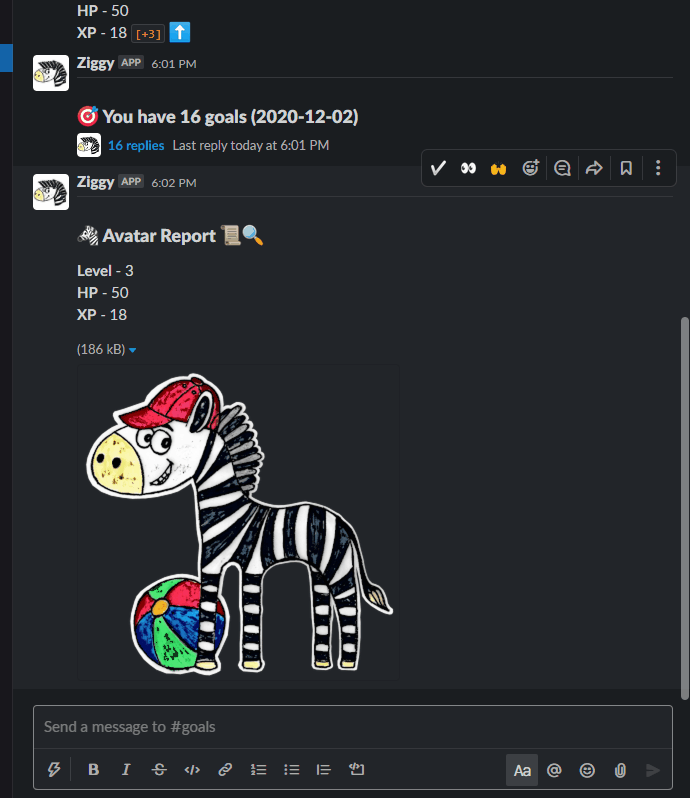 HP - 50
XP - 18 [+3]
Ziggy APP 6:01 PM
You have 16 goals (2020-12-02)
16 replies Last reply today at 6:01 PM
Ziggy APP 6:02 PM
Avatar Report
Level - 3
HP - 50
XP - 18
(186 kB)
Send a message to #goals
B I S Aa @